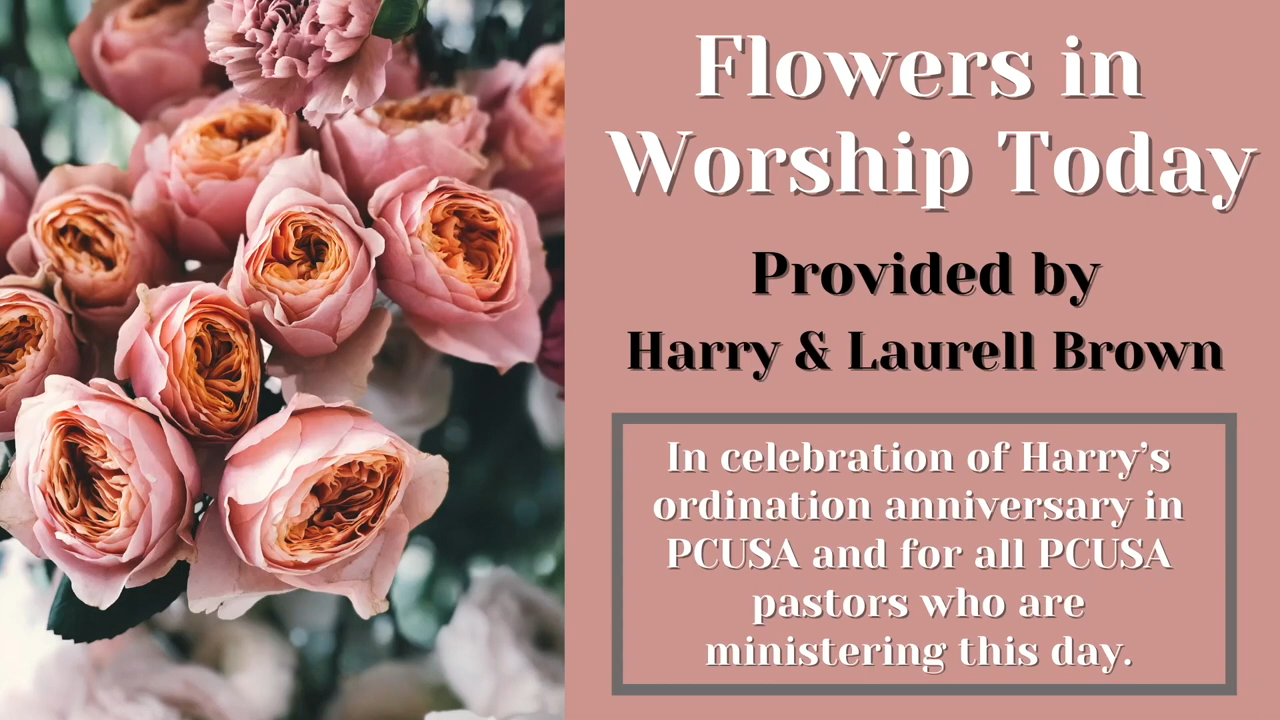 Flowers in
Worship Today
Provided by
Harry & Laurell Brown
In celebration of Harry’s
ordination anniversary in
PCUSA and for all PCUSA
pastors who are
ministering this day.